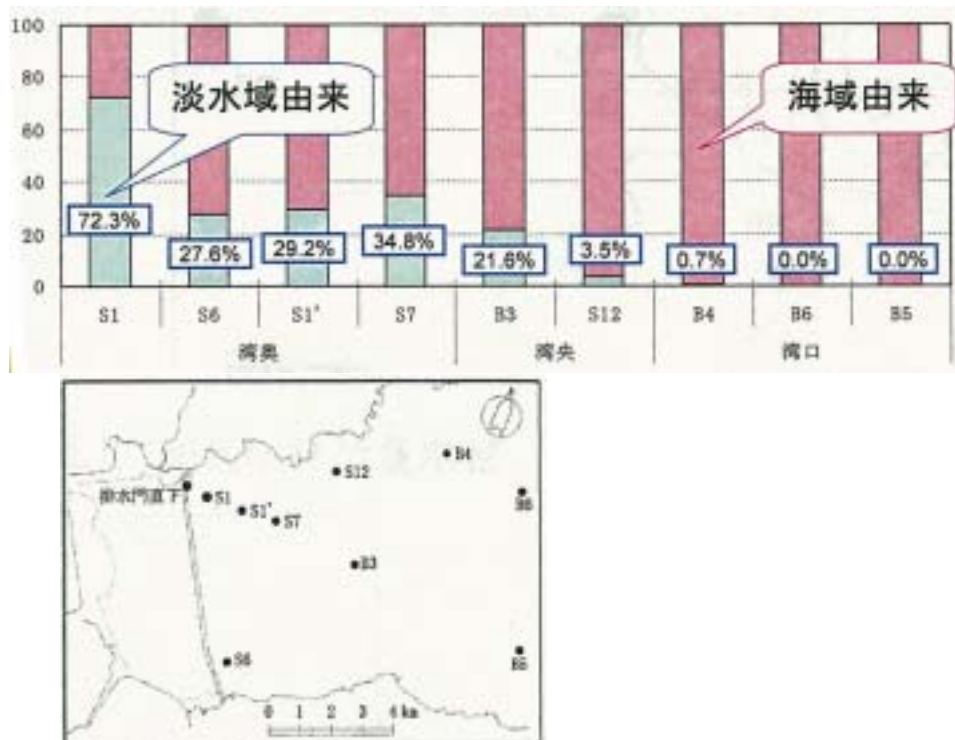 100
80
60
40
20
0
淡水域由来
海域由来
72.3%
27.6%
29.2%
34.8%
21.6%
3.5%
0.7%
0.0%
0.0%
S1 S6 S1' S7 B3 S12 B4 B6 B5
湾奥 湾央 湾口
S12
B4
排水門直下
S1
S1'
S7
B6
B3
S6
B5
0 1 2 3 4 km